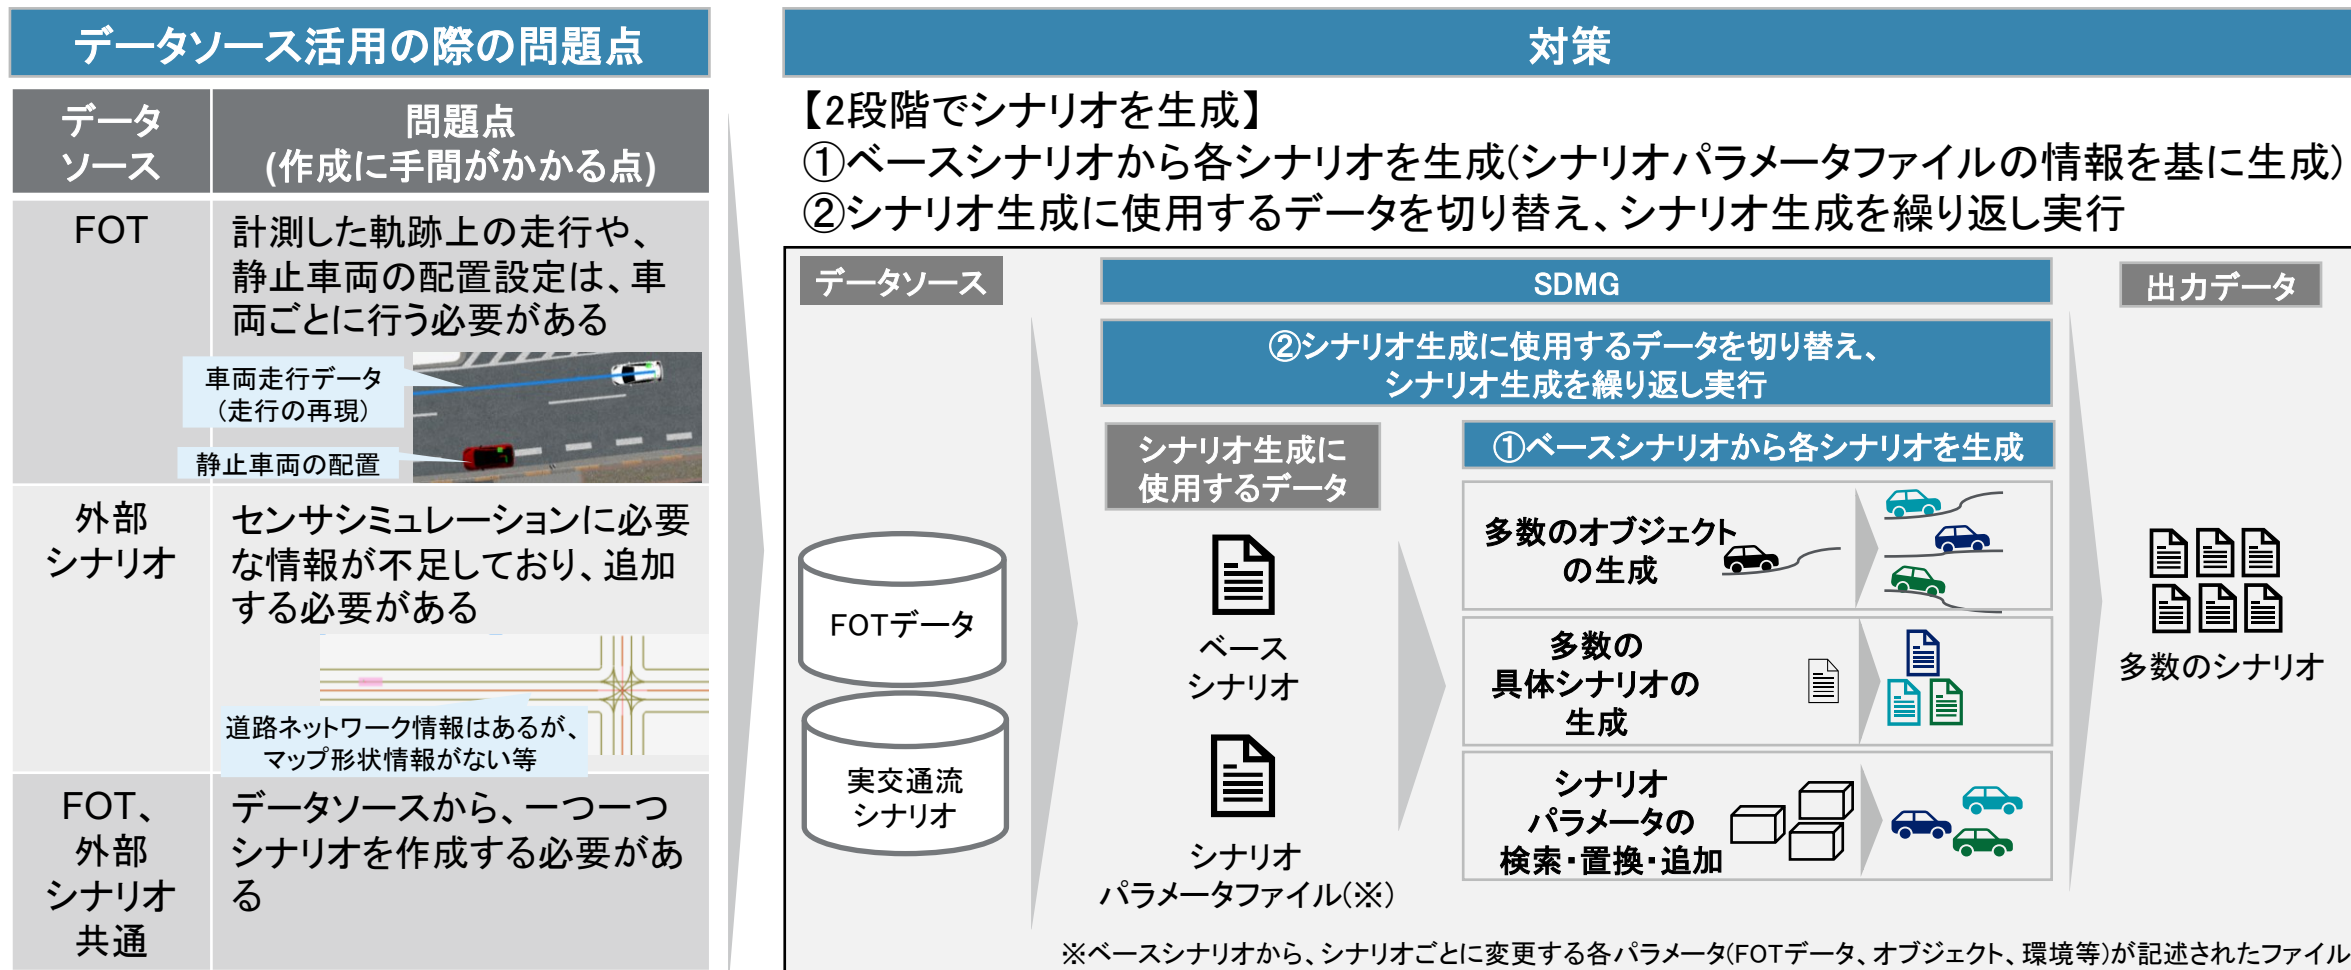 データソース活用の際の問題点
データ
ソース
問題点
(作成に手間がかかる点)
FOT
計測した軌跡上の走行や、
静止車両の配置設定は、車
両ごとに行う必要がある
車両走行データ
(走行の再現)
静止車両の配置
外部
シナリオ
センサシミュレーションに必要
な情報が不足しており、追加
する必要がある
道路ネットワーク情報はあるが、
マップ形状情報がない等
FOT、
外部
シナリオ
共通
データソースから、一つ一つ
シナリオを作成する必要があ
る
対策
【2段階でシナリオを生成】
①ベースシナリオから各シナリオを生成(シナリオパラメータファイルの情報を基に生成)
②シナリオ生成に使用するデータを切り替え、シナリオ生成を繰り返し実行
データソース
FOTデータ
実交通流
シナリオ
SDMG
②シナリオ生成に使用するデータを切り替え、
シナリオ生成を繰り返し実行
シナリオ生成に
使用するデータ
ベース
シナリオ
シナリオ
パラメータファイル(※)
①ベースシナリオから各シナリオを生成
多数のオブジェクト
の生成
多数の
具体シナリオの
生成
シナリオ
パラメータの
検索・置換・追加
出力データ
多数のシナリオ
※ベースシナリオから、シナリオごとに変更する各パラメータ(FOTデータ、オブジェクト、環境等)が記述されたファイル